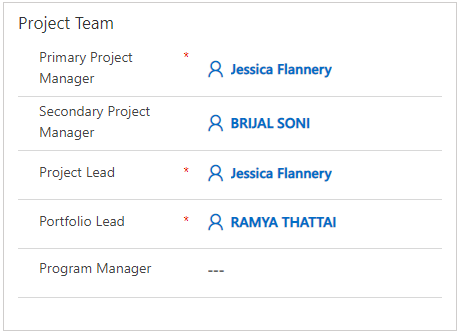 Project Team
Primary Project * Jessica Flannery
Manager
Secondary Project BRIJAL SONI
Manager
Project Lead * Jessica Flannery
Portfolio Lead * RAMYA THATTAI
Program Manager ---